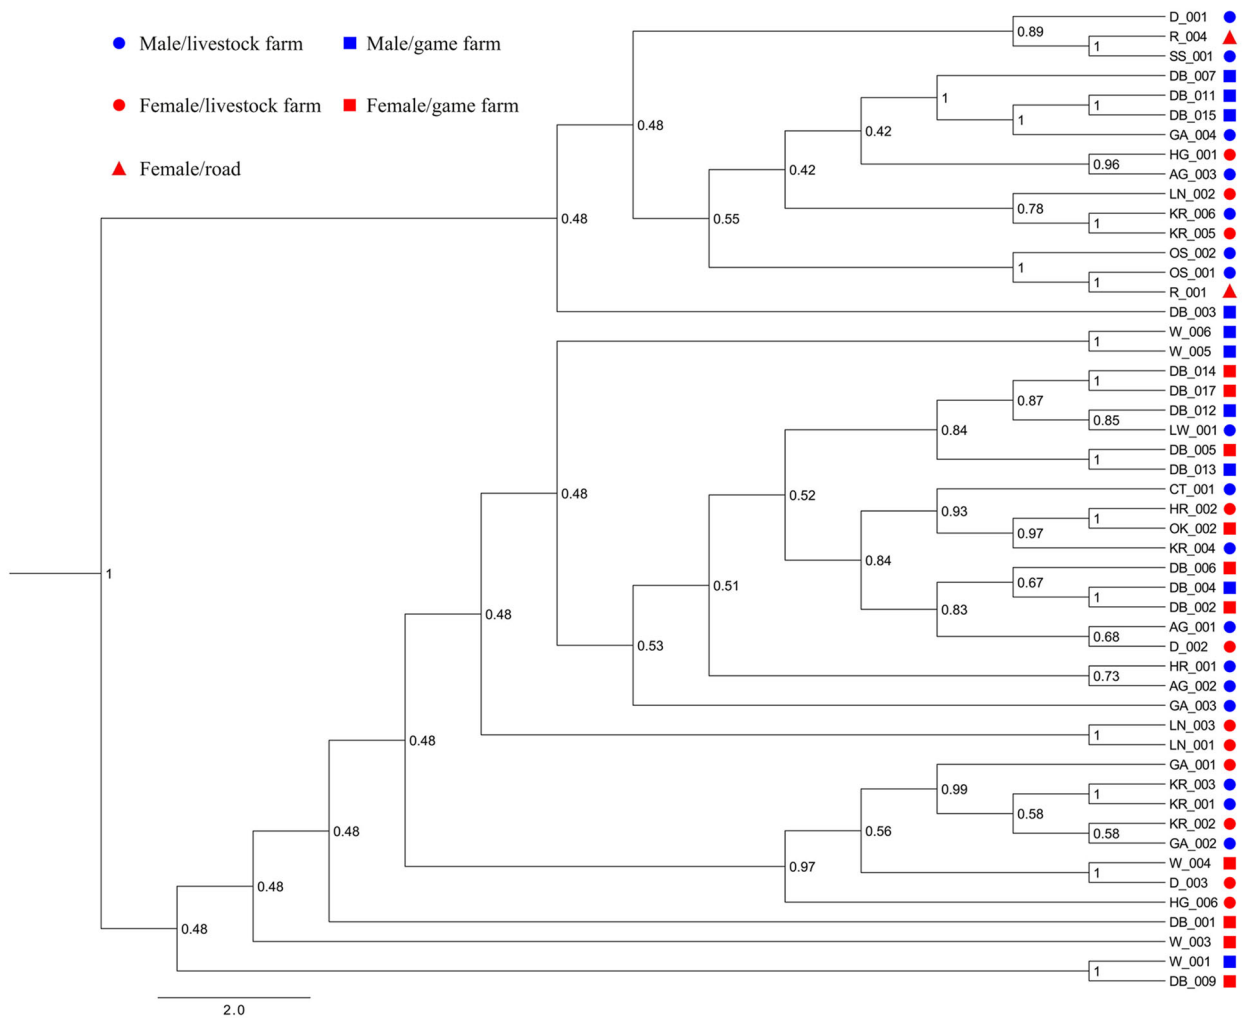 Male/livestock farm
Male/game farm
Female/livestock farm
Female/game farm
Female/road
D_001
0.89
R_004
1
SS_001
DB_007
1
DB_011
1
DB_015
1
GA_004
0.48
0.42
HG_001
0.96
AG_003
0.42
LN_002
0.78
KR_006
1
KR_005
0.48
0.55
OS_002
1
OS_001
1
R_001
DB_003
W_006
1
W_005
DB_014
1
DB_017
0.87
DB_012
0.85
LW_001
0.84
DB_005
1
DB_013
0.48
0.52
CT_001
0.93
HR_002
1
OK_002
0.97
KR_004
0.84
DB_006
0.67
DB_004
1
DB_002
0.83
AG_001
0.68
D_002
1
0.51
0.48
0.53
HR_001
0.73
AG_002
GA_003
LN_003
1
LN_001
0.48
GA_001
0.99
KR_003
1
KR_001
0.58
KR_002
0.58
GA_002
0.48
0.56
W_004
1
D_003
0.97
HG_006
0.48
DB_001
0.48
W_003
W_001
1
DB_009
2.0